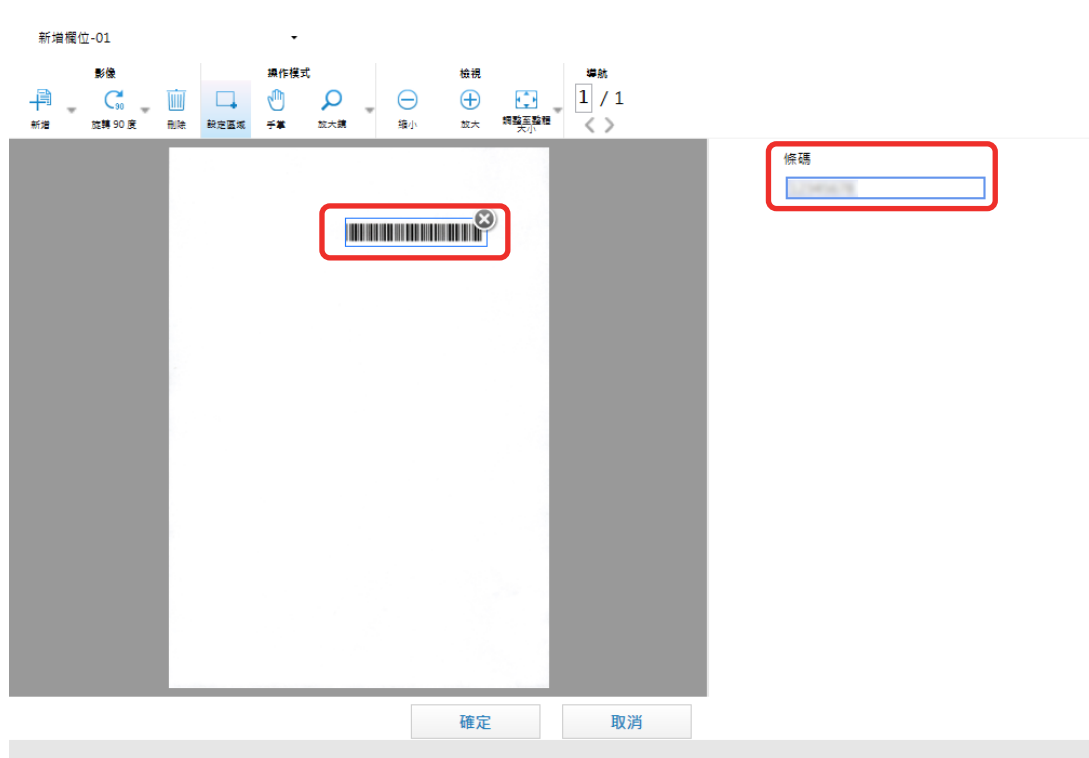 新增欄位-01
影像 操作模式 檢視 導航
新增 旋轉 90 度 刪除 設定區域 手掌 放大鏡 縮小 放大 調整至整體大小 1 / 1
條碼
確定 取消